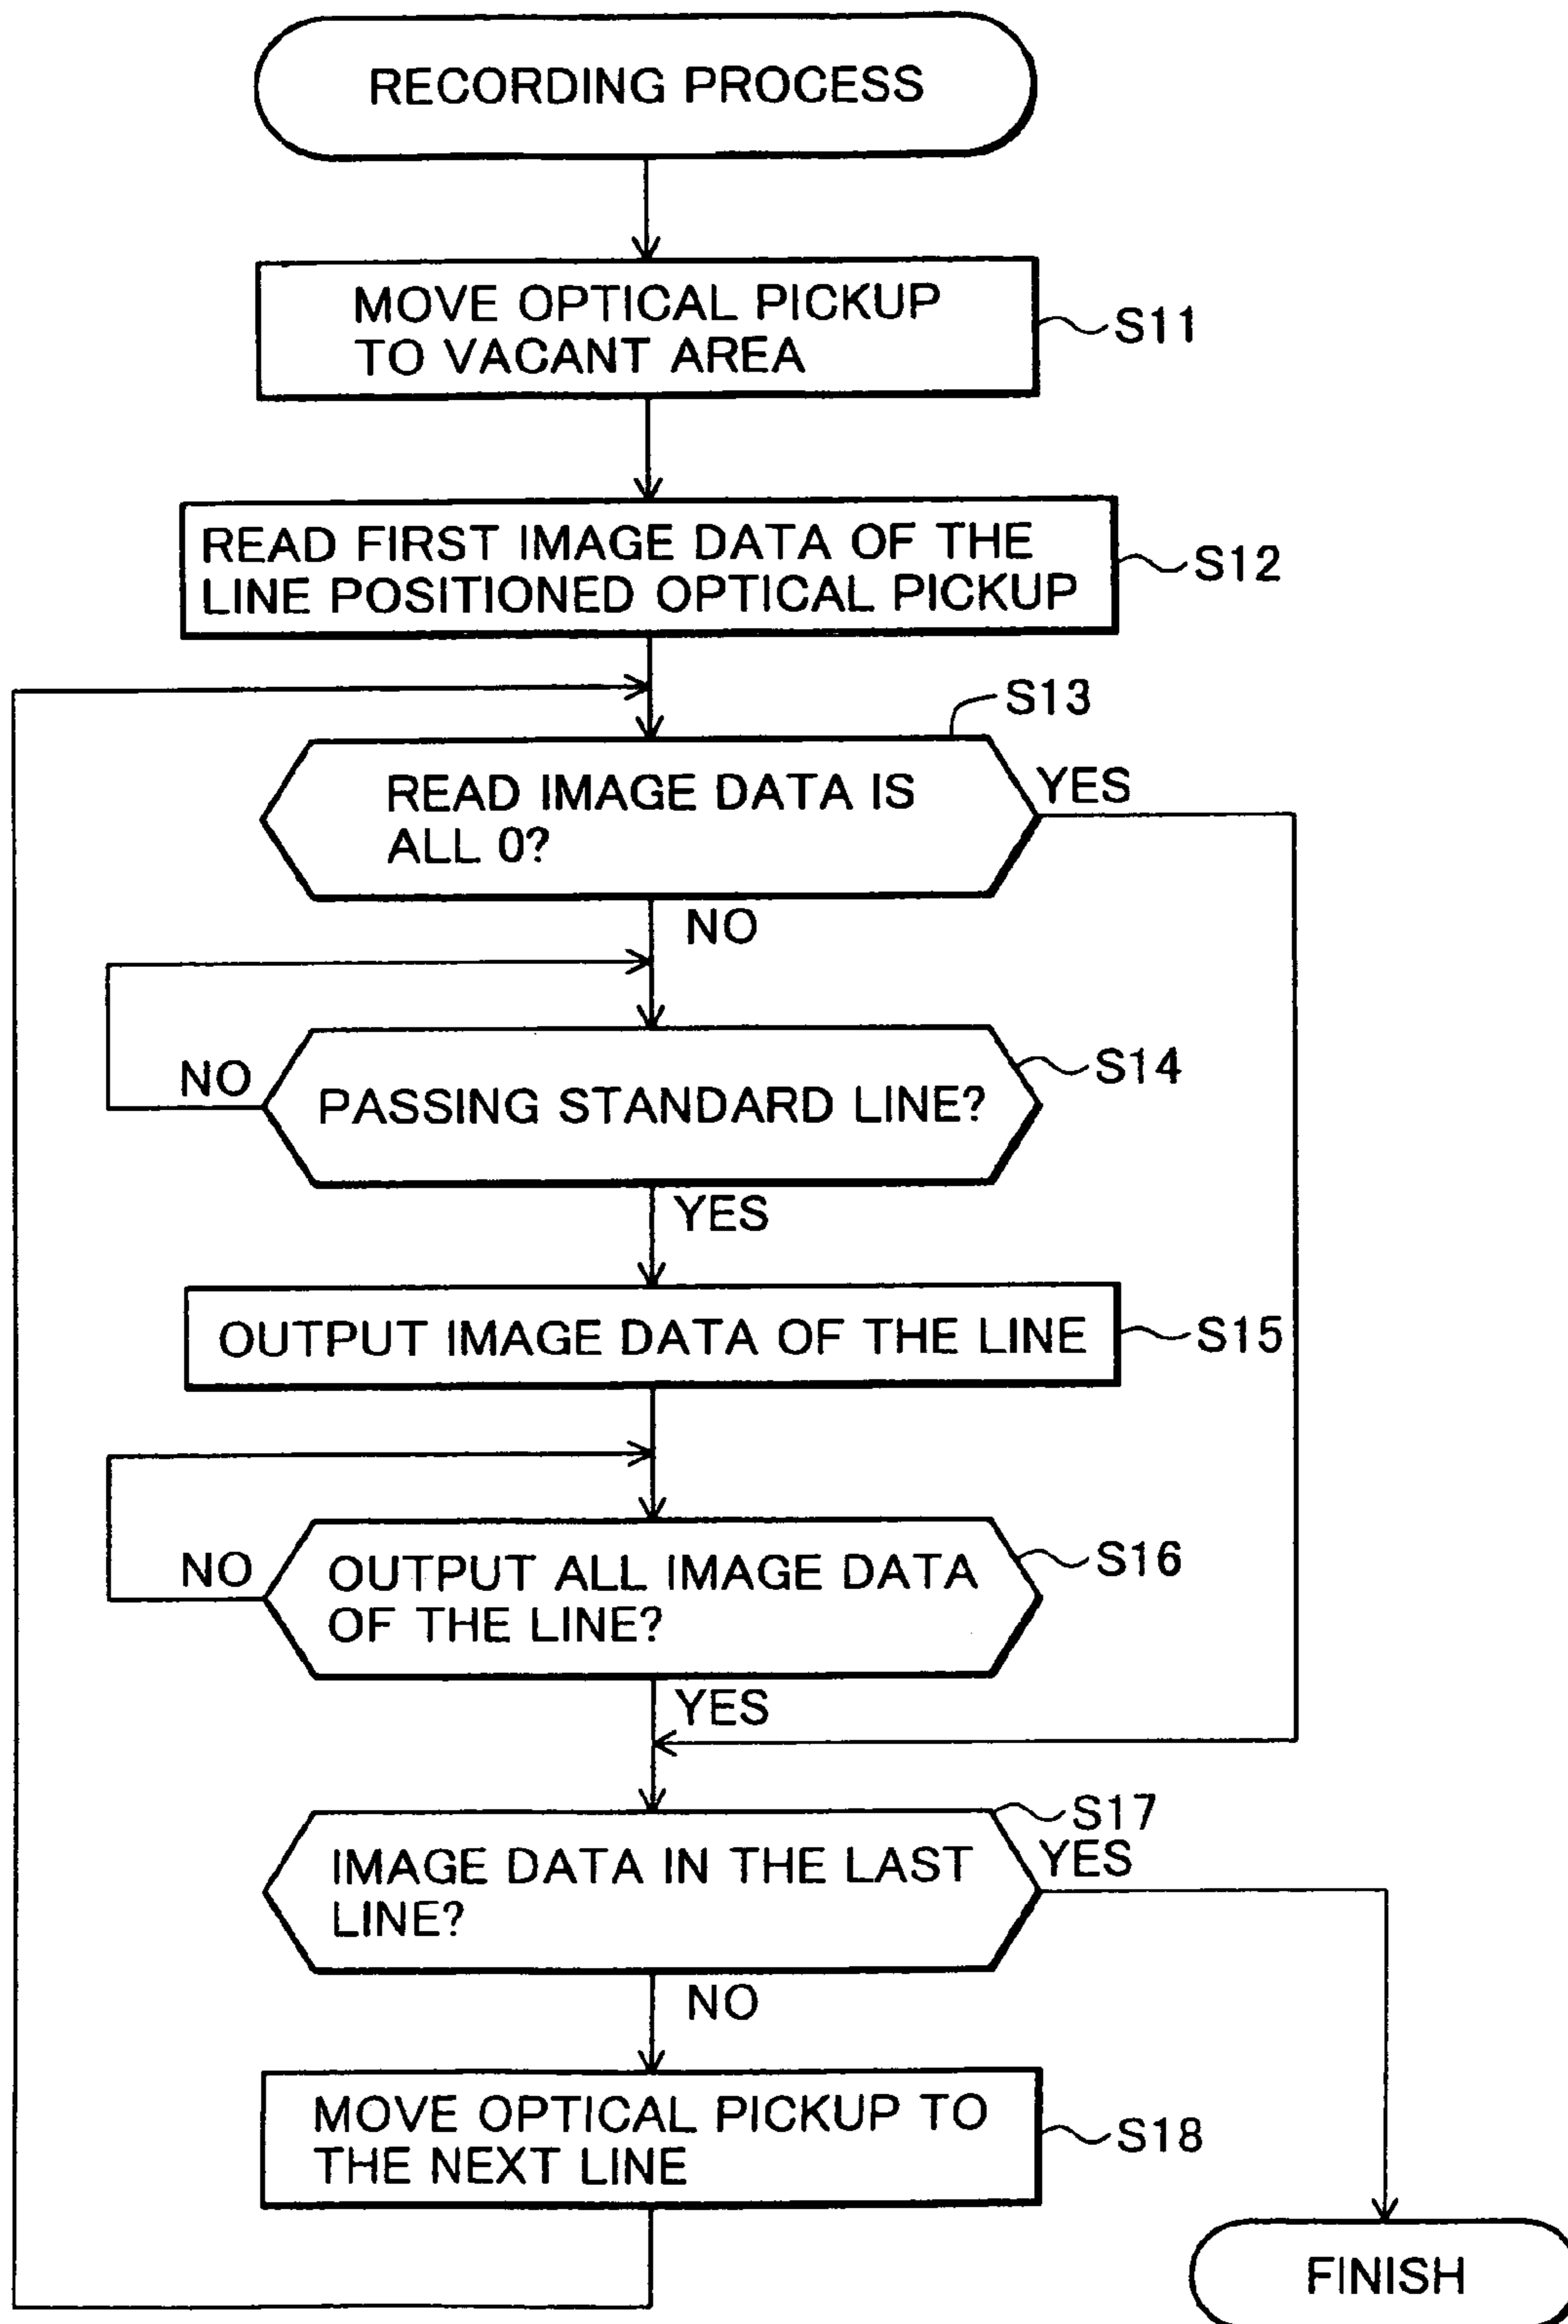 RECORDING PROCESS
MOVE OPTICAL PICKUP
TO VACANT AREA
S11
READ FIRST IMAGE DATA OF THE
LINE POSITIONED OPTICAL PICKUP
S12
S13
READ IMAGE DATA IS
ALL 0?
YES
NO
PASSING STANDARD LINE?
S14
NO
YES
OUTPUT IMAGE DATA OF THE LINE
S15
OUTPUT ALL IMAGE DATA
OF THE LINE?
S16
NO
YES
S17
IMAGE DATA IN THE LAST
LINE?
YES
NO
MOVE OPTICAL PICKUP TO
THE NEXT LINE
S18
FINISH